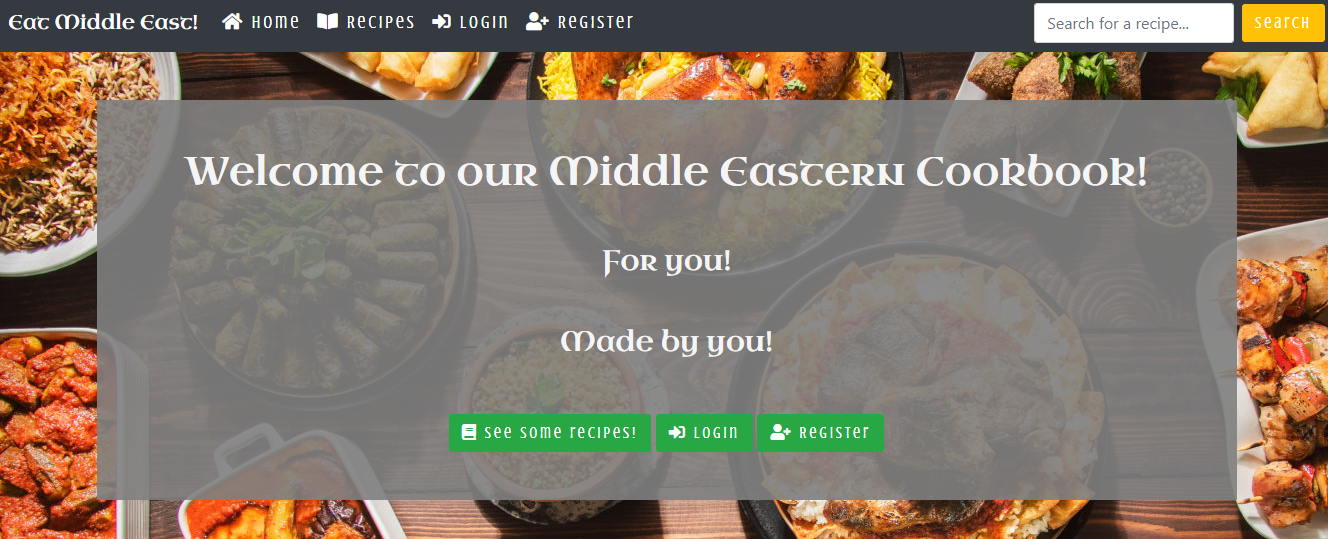 Eat Middle East! Home Recipes Login Register Search for a recipe... Search
Welcome to our Middle Eastern Cookbook!
For you!
Made by you!
See some recipes! Login Register